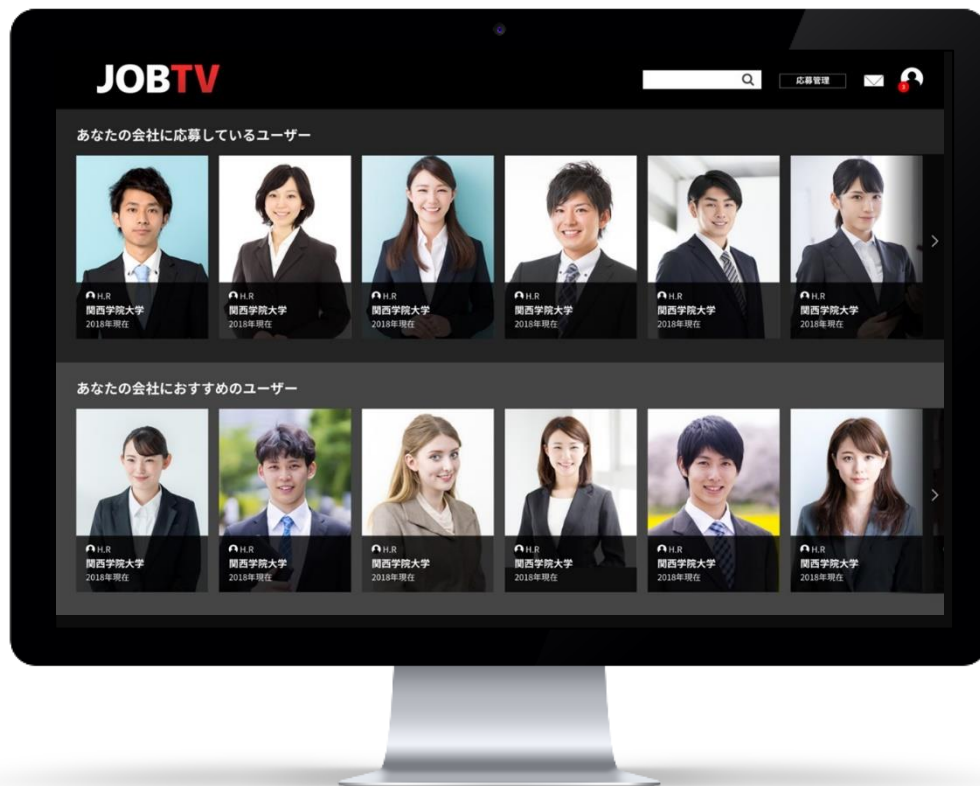 JOBTV
応募管理
あなたの会社に応募しているユーザー
H.R
関西学院大学
2018年現在
H.R
関西学院大学
2018年現在
H.R
関西学院大学
2018年現在
H.R
関西学院大学
2018年現在
H.R
関西学院大学
2018年現在
H.R
関西学院大学
2018年現在
あなたの会社におすすめのユーザー
H.R
関西学院大学
2018年現在
H.R
関西学院大学
2018年現在
H.R
関西学院大学
2018年現在
H.R
関西学院大学
2018年現在
H.R
関西学院大学
2018年現在
H.R
関西学院大学
2018年現在